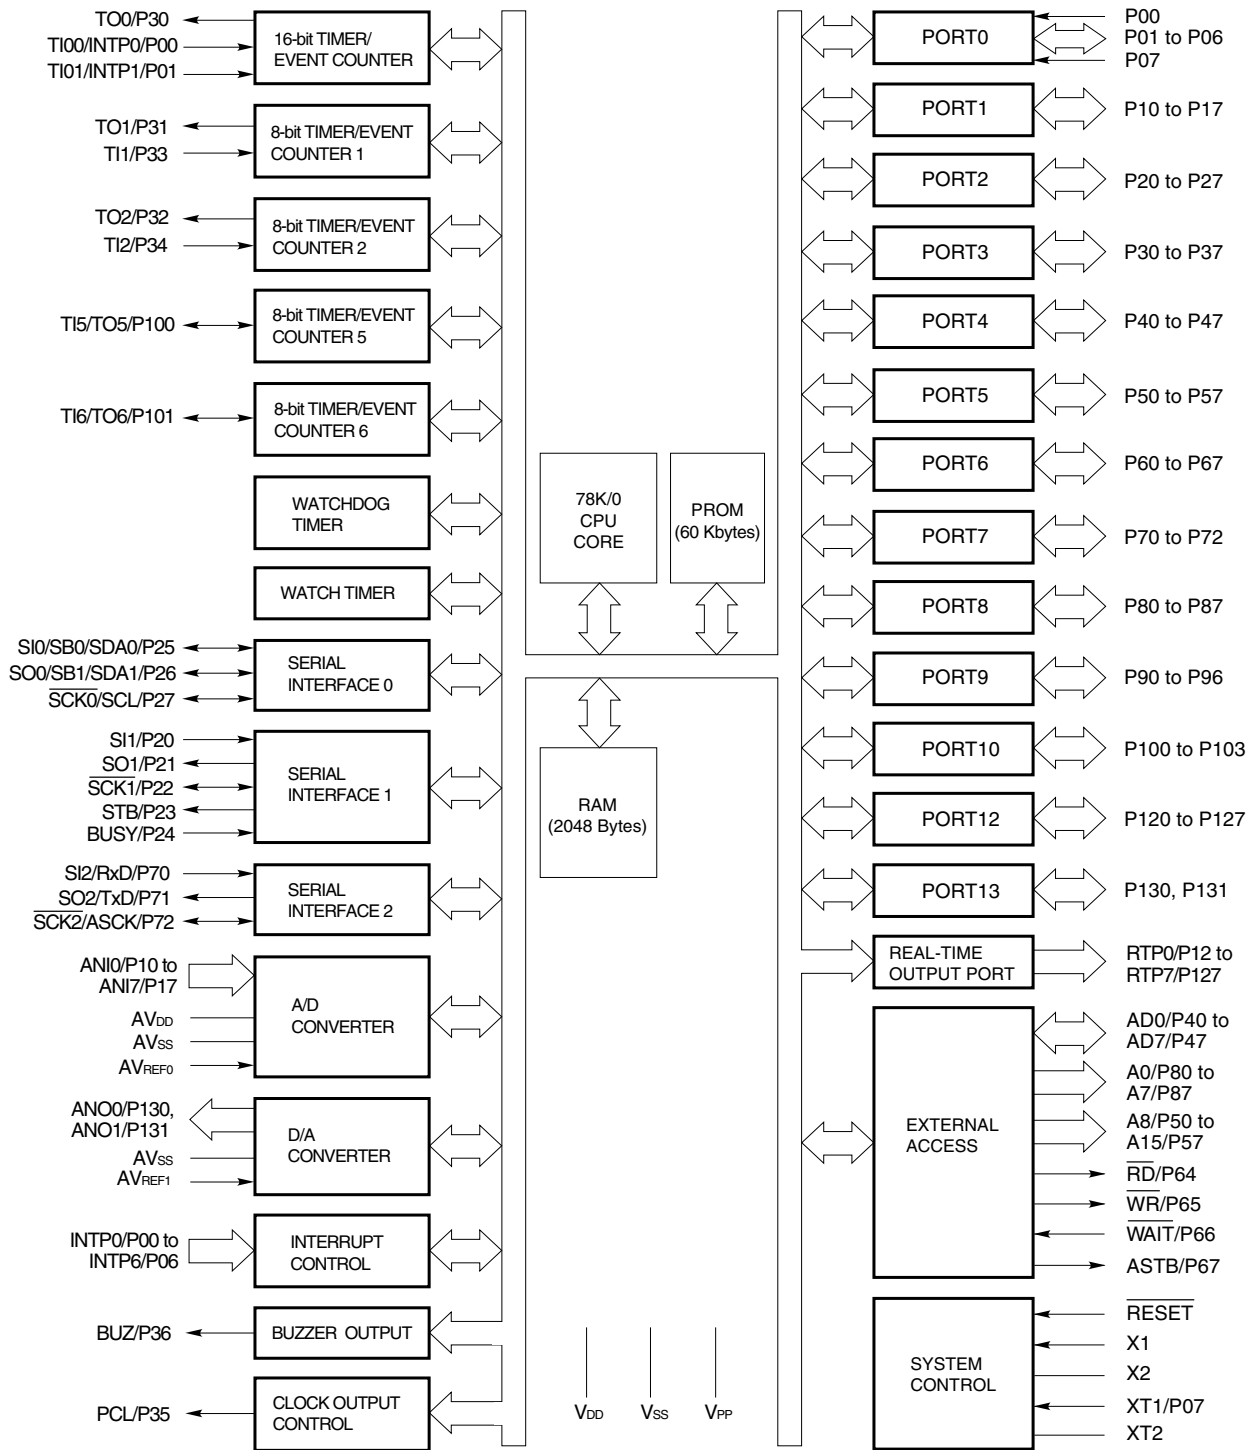 TO0/P30
TI00/INTP0/P00
TI01/INTP1/P01
16-bit TIMER/
EVENT COUNTER
TO1/P31
TI1/P33
8-bit TIMER/EVENT
COUNTER 1
TO2/P32
TI2/P34
8-bit TIMER/EVENT
COUNTER 2
TI5/TO5/P100
8-bit TIMER/EVENT
COUNTER 5
TI6/TO6/P101
8-bit TIMER/EVENT
COUNTER 6
WATCHDOG
TIMER
WATCH TIMER
SI0/SB0/SDA0/P25
SO0/SB1/SDA1/P26
S̅C̅K̅0̅/SCL/P27
SERIAL
INTERFACE 0
SI1/P20
SO1/P21
S̅C̅K̅1̅/P22
STB/P23
BUSY/P24
SERIAL
INTERFACE 1
SI2/RxD/P70
SO2/TxD/P71
S̅C̅K̅2̅/ASCK/P72
SERIAL
INTERFACE 2
ANI0/P10 to
ANI7/P17
AVDD
AVSS
AVREF0
A/D
CONVERTER
ANO0/P130,
ANO1/P131
AVSS
AVREF1
D/A
CONVERTER
INTP0/P00 to
INTP6/P06
INTERRUPT
CONTROL
BUZ/P36
BUZZER OUTPUT
PCL/P35
CLOCK OUTPUT
CONTROL
78K/0
CPU
CORE
PROM
(60 Kbytes)
RAM
(2048 Bytes)
VDD
VSS
VPP
PORT0
P00
P01 to P06
P07
PORT1
P10 to P17
PORT2
P20 to P27
PORT3
P30 to P37
PORT4
P40 to P47
PORT5
P50 to P57
PORT6
P60 to P67
PORT7
P70 to P72
PORT8
P80 to P87
PORT9
P90 to P96
PORT10
P100 to P103
PORT12
P120 to P127
PORT13
P130, P131
REAL-TIME
OUTPUT PORT
RTP0/P12 to
RTP7/P127
EXTERNAL
ACCESS
AD0/P40 to
AD7/P47
A0/P80 to
A7/P87
A8/P50 to
A15/P57
R̅D̅/P64
W̅R̅/P65
W̅A̅I̅T̅/P66
ASTB/P67
SYSTEM
CONTROL
R̅E̅S̅E̅T̅
X1
X2
XT1/P07
XT2